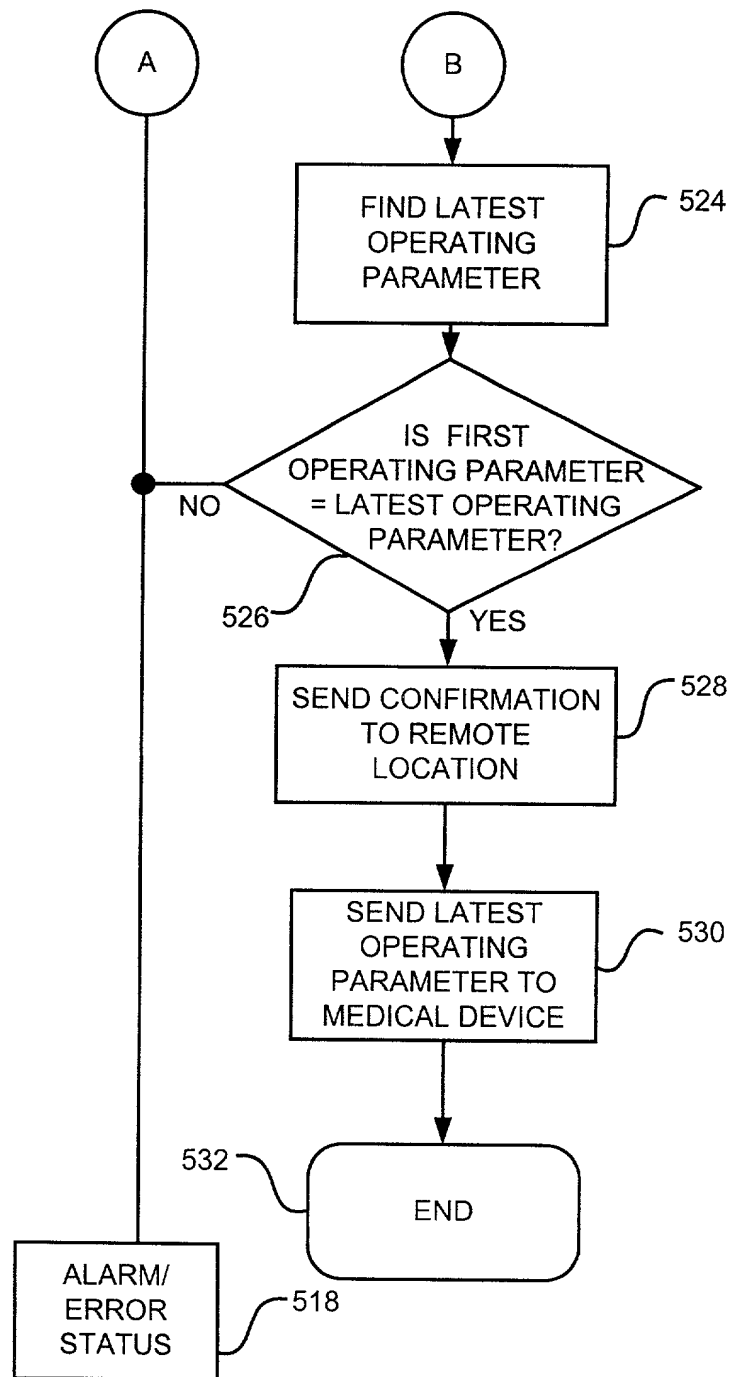 A
B
FIND LATEST
OPERATING
PARAMETER
524
IS FIRST
OPERATING PARAMETER
= LATEST OPERATING
PARAMETER?
NO
526
YES
SEND CONFIRMATION
TO REMOTE
LOCATION
528
SEND LATEST
OPERATING
PARAMETER TO
MEDICAL DEVICE
530
532
END
ALARM/
ERROR
STATUS
518